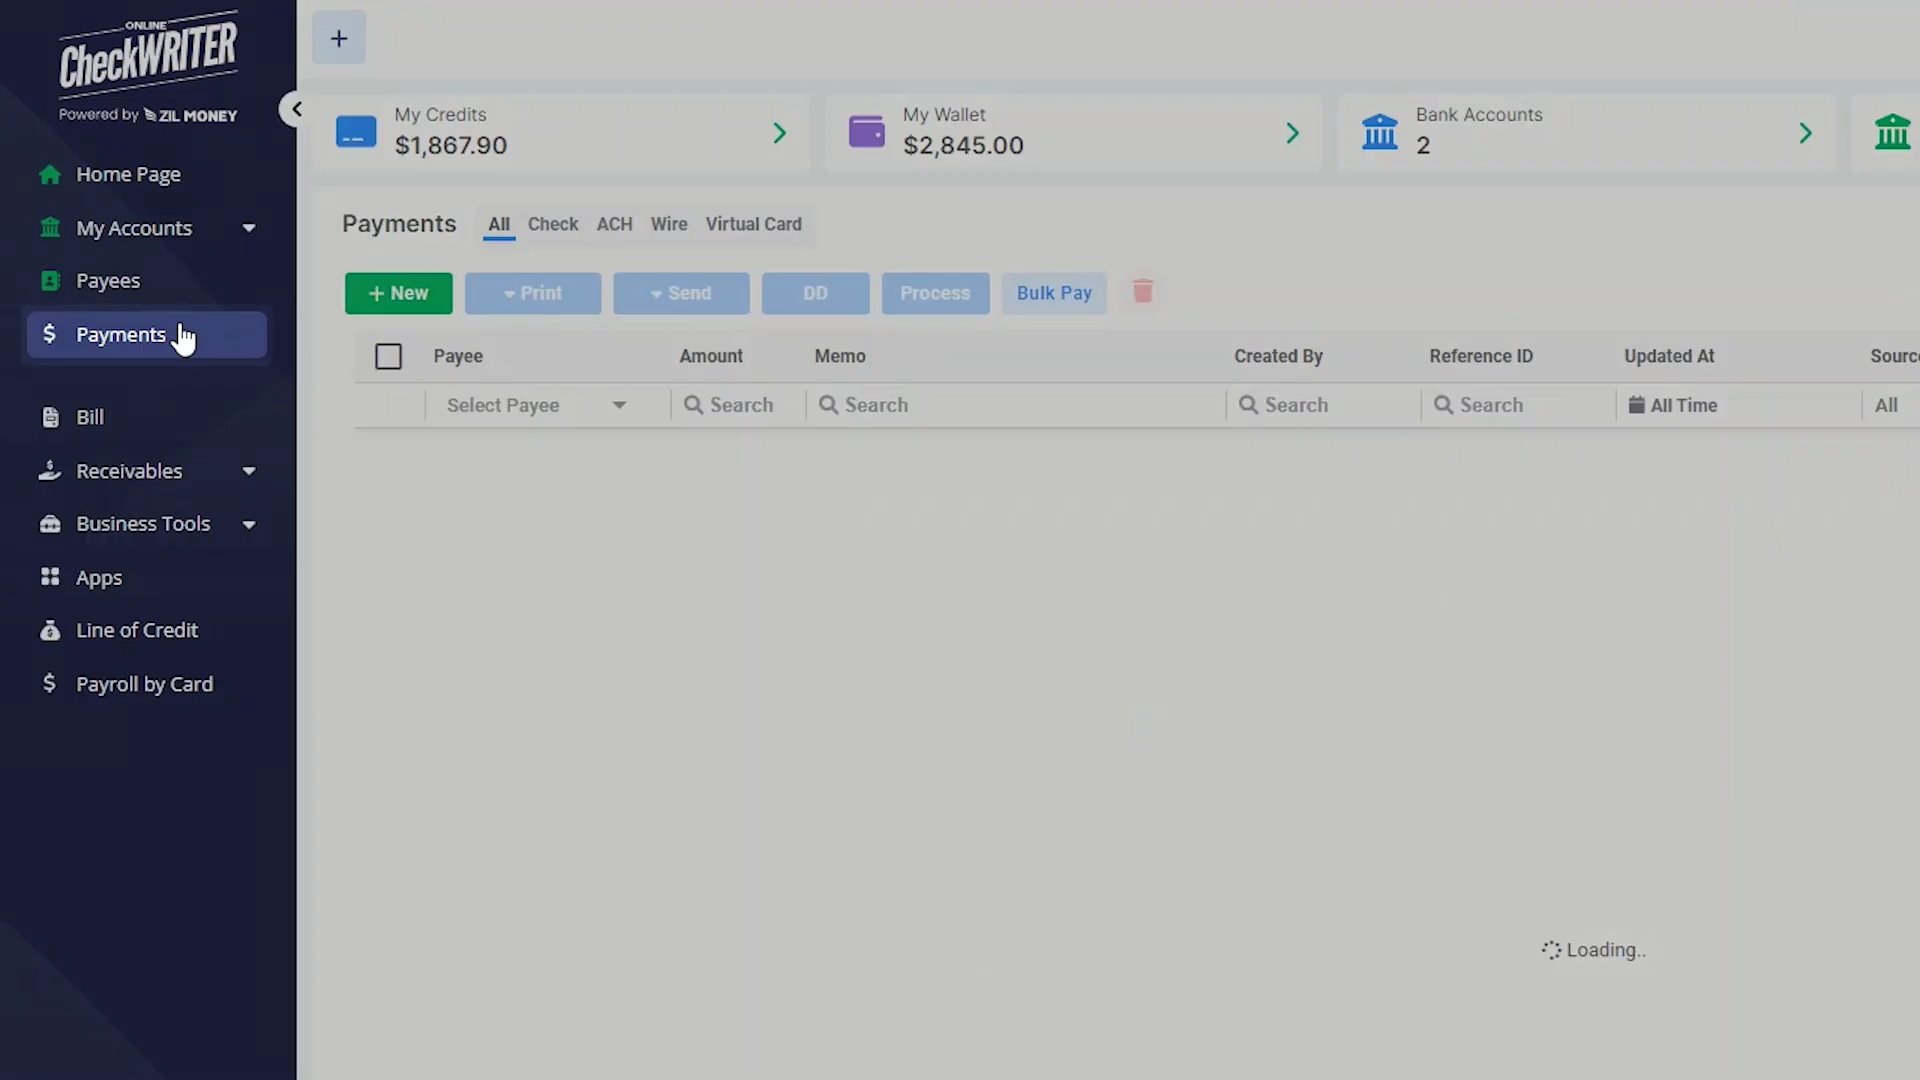 ONLINE
CheckWRITER
Powered by ZIL MONEY
Home Page
My Accounts
Payees
Payments
Bill
Receivables
Business Tools
Apps
Line of Credit
Payroll by Card
+
My Credits
$1,867.90
My Wallet
$2,845.00
Bank Accounts
2
Payments All Check ACH Wire Virtual Card
+ New Print Send DD Process Bulk Pay
Payee Amount Memo Created By Reference ID Updated At Sourc
Select Payee Search Search Search Search All Time All
Loading..